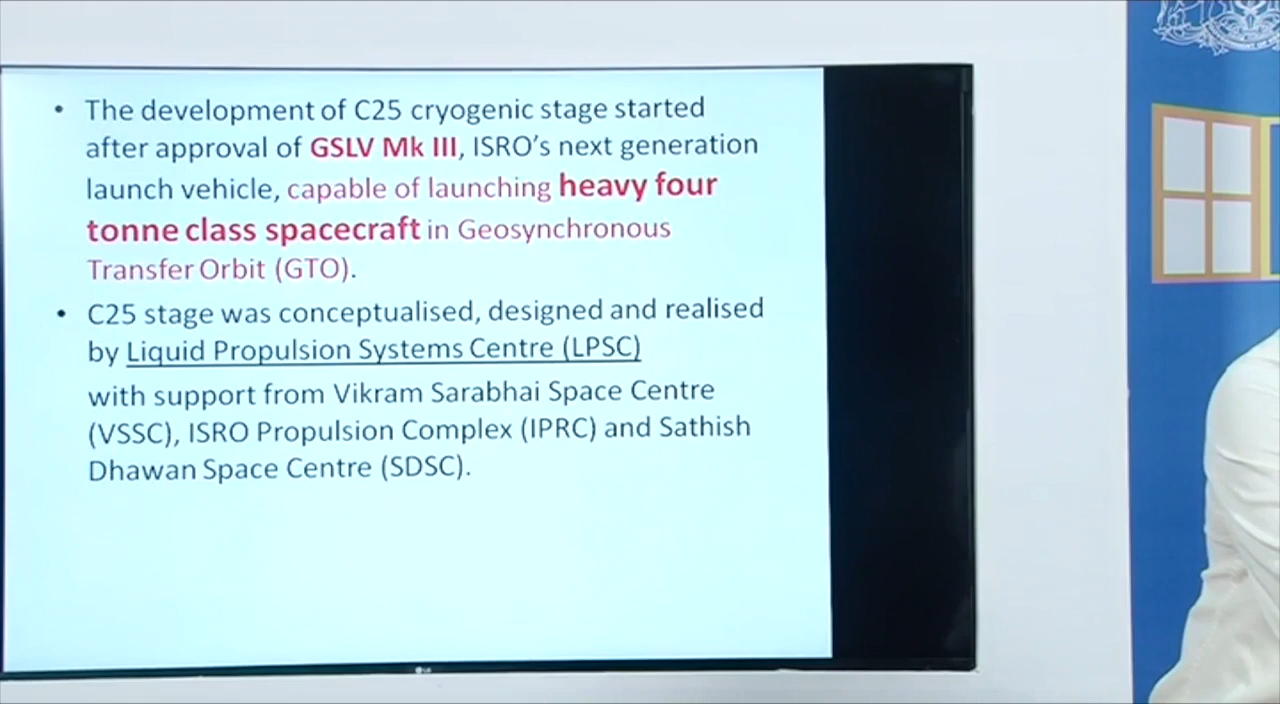 • The development of C25 cryogenic stage started
after approval of GSLV Mk III, ISRO’s next generation
launch vehicle, capable of launching heavy four
tonne class spacecraft in Geosynchronous
Transfer Orbit (GTO).
• C25 stage was conceptualised, designed and realised
by Liquid Propulsion Systems Centre (LPSC)
with support from Vikram Sarabhai Space Centre
(VSSC), ISRO Propulsion Complex (IPRC) and Sathish
Dhawan Space Centre (SDSC).
LG